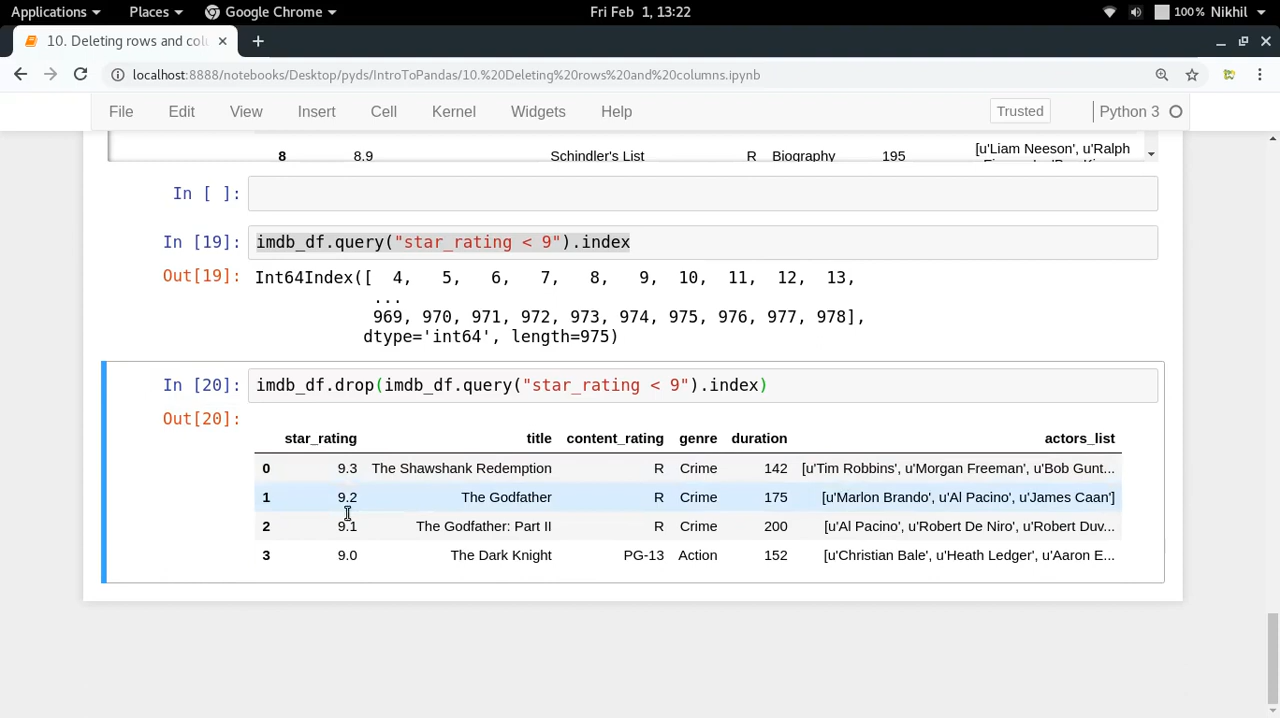 Applications Places Google Chrome Fri Feb 1, 13:22 100% Nikhil
10. Deleting rows and col
localhost:8888/notebooks/Desktop/pyds/IntroToPandas/10.%20Deleting%20rows%20and%20columns.ipynb
File Edit View Insert Cell Kernel Widgets Help Trusted Python 3
8 8.9 Schindler's List R Biography 195 [u'Liam Neeson', u'Ralph
In [ ]:
In [19]: imdb_df.query("star_rating < 9").index
Out[19]: Int64Index([ 4, 5, 6, 7, 8, 9, 10, 11, 12, 13,
...
969, 970, 971, 972, 973, 974, 975, 976, 977, 978],
dtype='int64', length=975)
In [20]: imdb_df.drop(imdb_df.query("star_rating < 9").index)
Out[20]:
star_rating title content_rating genre duration actors_list
0 9.3 The Shawshank Redemption R Crime 142 [u'Tim Robbins', u'Morgan Freeman', u'Bob Gunt...
1 9.2 The Godfather R Crime 175 [u'Marlon Brando', u'Al Pacino', u'James Caan']
2 9.1 The Godfather: Part II R Crime 200 [u'Al Pacino', u'Robert De Niro', u'Robert Duv...
3 9.0 The Dark Knight PG-13 Action 152 [u'Christian Bale', u'Heath Ledger', u'Aaron E...